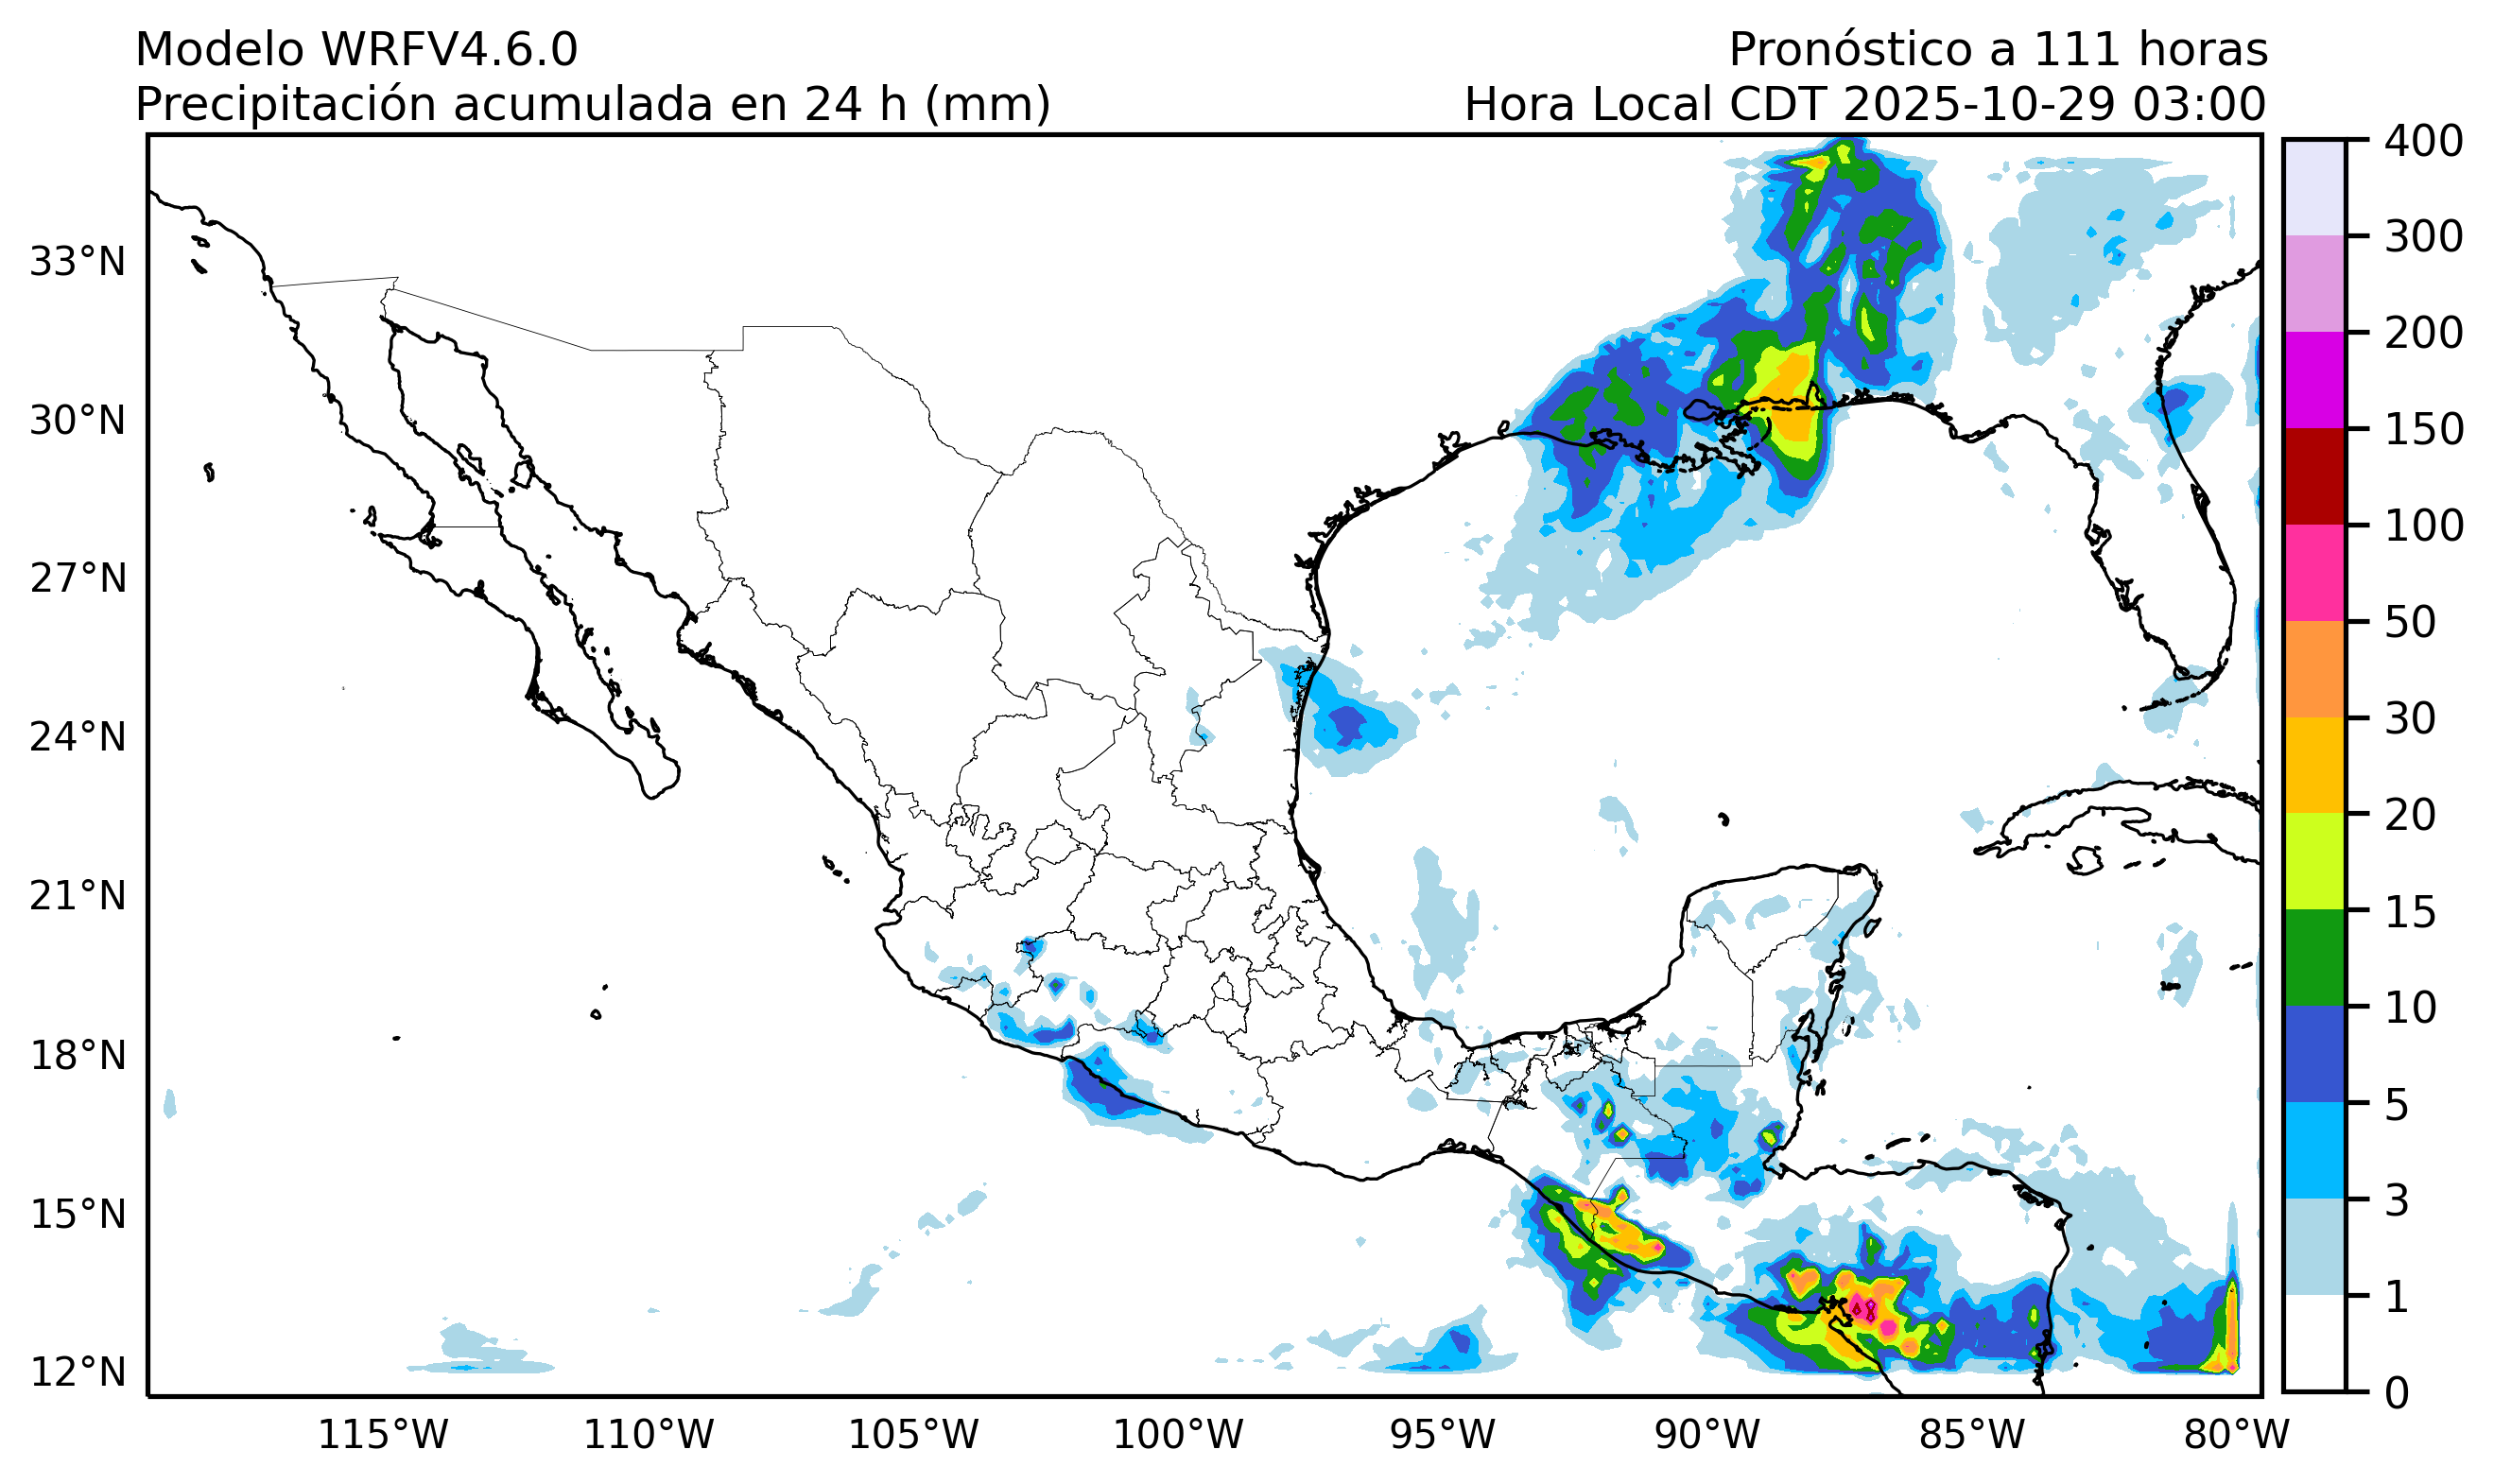 Modelo WRFV4.6.0
Pronóstico a 111 horas
Precipitación acumulada en 24 h (mm)
Hora Local CDT 2025-10-29 03:00
33°N
30°N
27°N
24°N
21°N
18°N
15°N
12°N
115°W
110°W
105°W
100°W
95°W
90°W
85°W
80°W
400
300
200
150
100
50
30
20
15
10
5
3
1
0